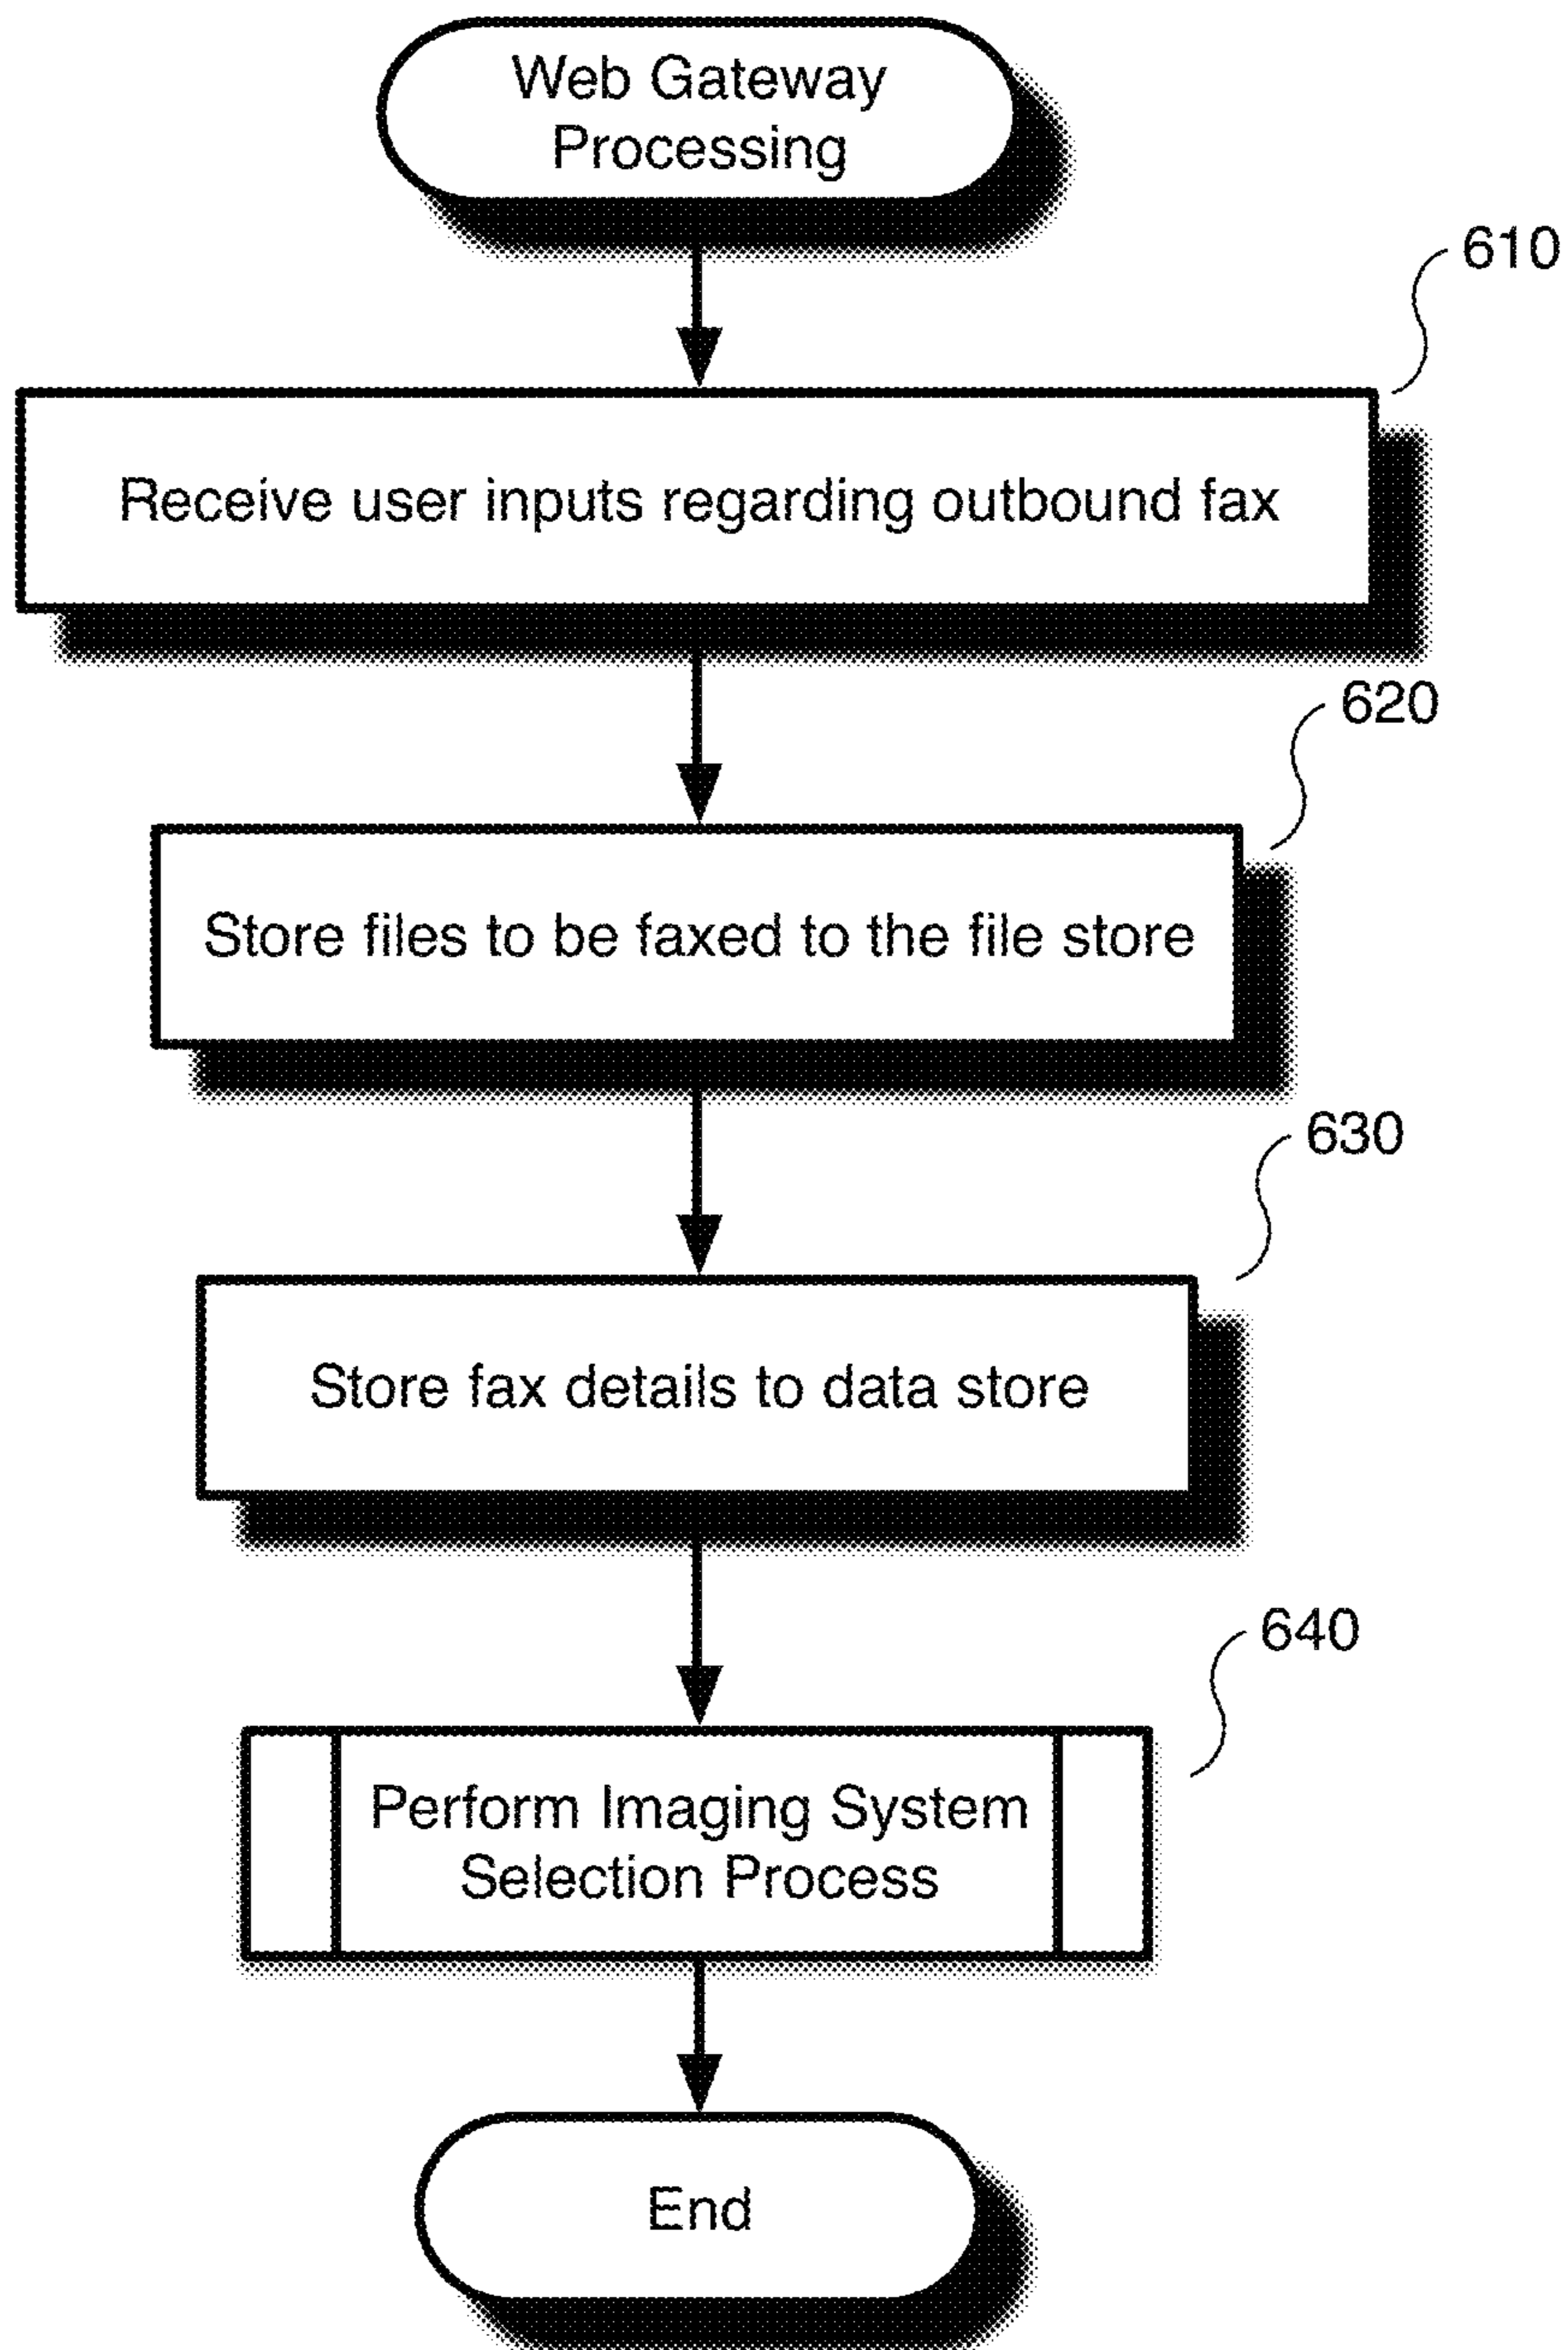 Web Gateway
Processing
610
Receive user inputs regarding outbound fax
620
Store files to be faxed to the file store
630
Store fax details to data store
640
Perform Imaging System
Selection Process
End